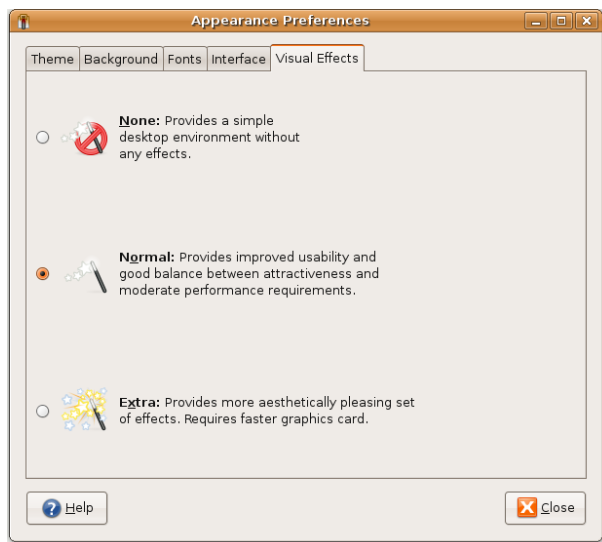 Appearance Preferences
Theme Background Fonts Interface Visual Effects
None: Provides a simple
desktop environment without
any effects.
Normal: Provides improved usability and
good balance between attractiveness and
moderate performance requirements.
Extra: Provides more aesthetically pleasing set
of effects. Requires faster graphics card.
Help Close